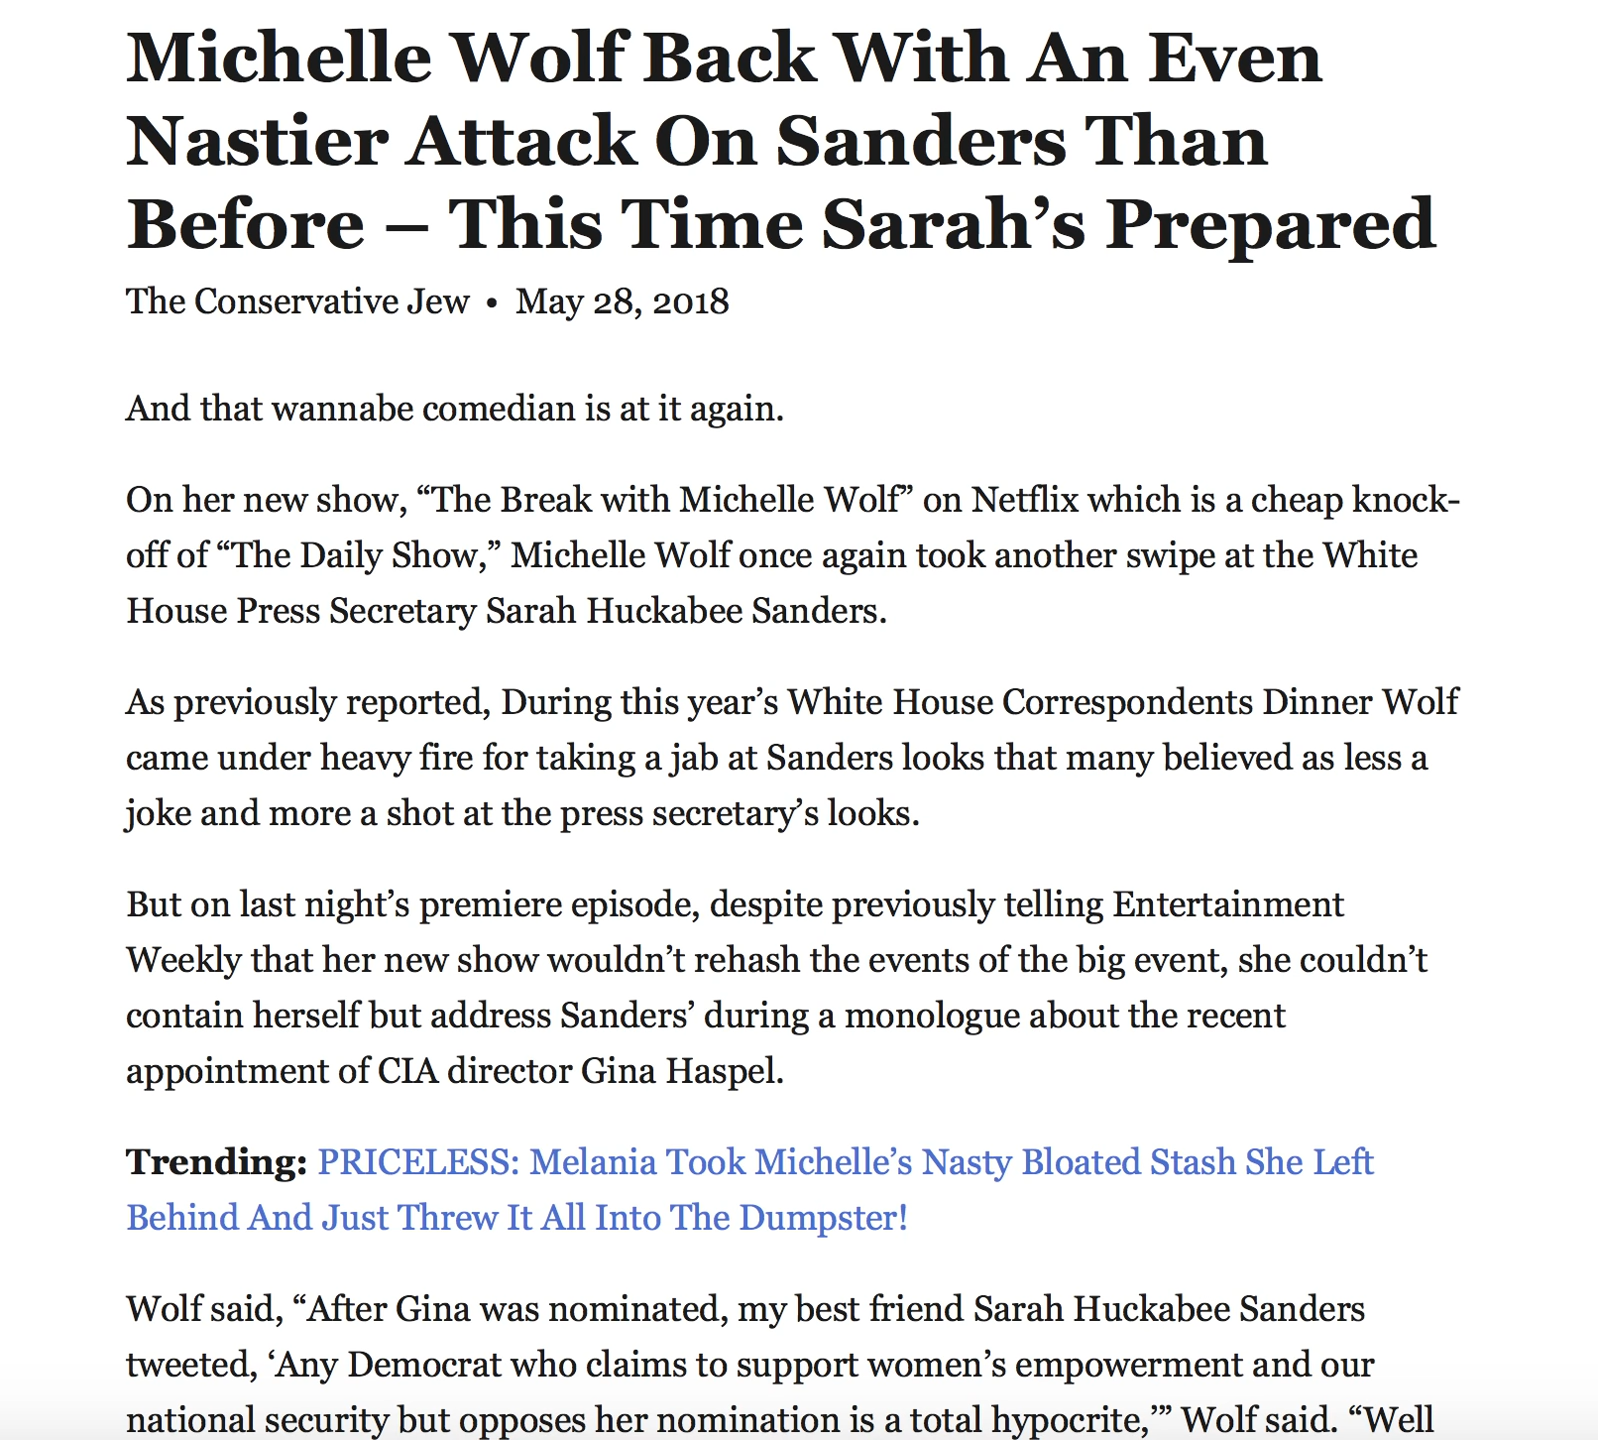 Michelle Wolf Back With An Even
Nastier Attack On Sanders Than
Before – This Time Sarah’s Prepared
The Conservative Jew • May 28, 2018
And that wannabe comedian is at it again.
On her new show, “The Break with Michelle Wolf” on Netflix which is a cheap knock-
off of “The Daily Show,” Michelle Wolf once again took another swipe at the White
House Press Secretary Sarah Huckabee Sanders.
As previously reported, During this year’s White House Correspondents Dinner Wolf
came under heavy fire for taking a jab at Sanders looks that many believed as less a
joke and more a shot at the press secretary’s looks.
But on last night’s premiere episode, despite previously telling Entertainment
Weekly that her new show wouldn’t rehash the events of the big event, she couldn’t
contain herself but address Sanders’ during a monologue about the recent
appointment of CIA director Gina Haspel.
Trending: PRICELESS: Melania Took Michelle’s Nasty Bloated Stash She Left
Behind And Just Threw It All Into The Dumpster!
Wolf said, “After Gina was nominated, my best friend Sarah Huckabee Sanders
tweeted, ‘Any Democrat who claims to support women’s empowerment and our
national security but opposes her nomination is a total hypocrite,’” Wolf said. “Well